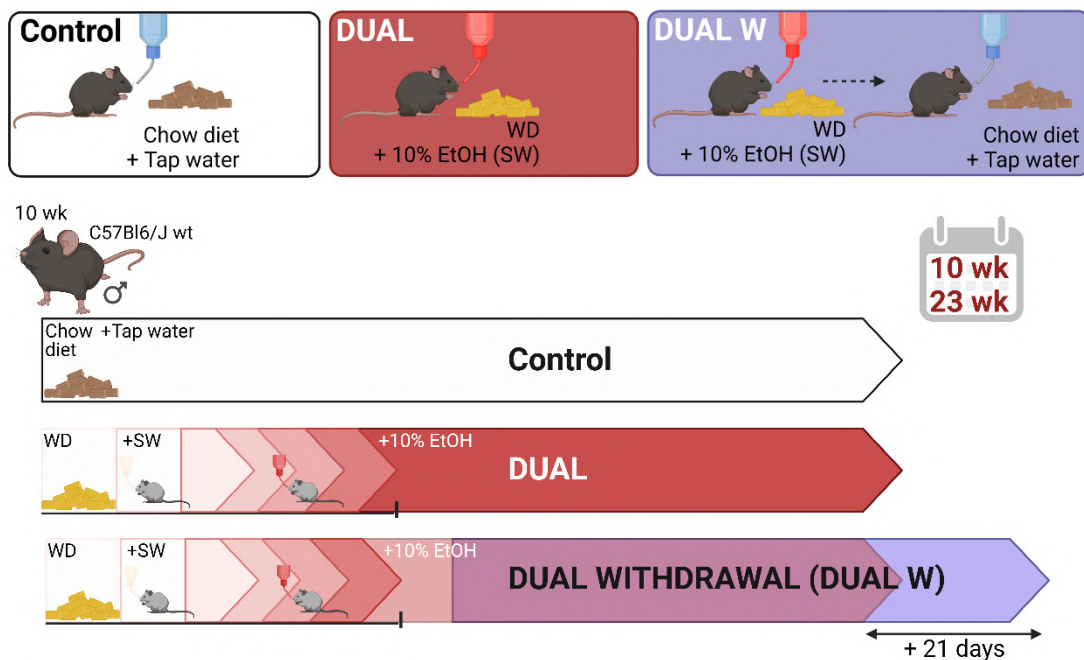 Control
Chow diet
+ Tap water
DUAL
WD
+ 10% EtOH (SW)
DUAL W
WD
+ 10% EtOH (SW)
Chow diet
+ Tap water
10 wk
C57Bl6/J wt
♂
10 wk
23 wk
Chow +Tap water
diet
Control
WD
+SW
+10% EtOH
DUAL
WD
+SW
+10% EtOH
DUAL WITHDRAWAL (DUAL W)
+ 21 days